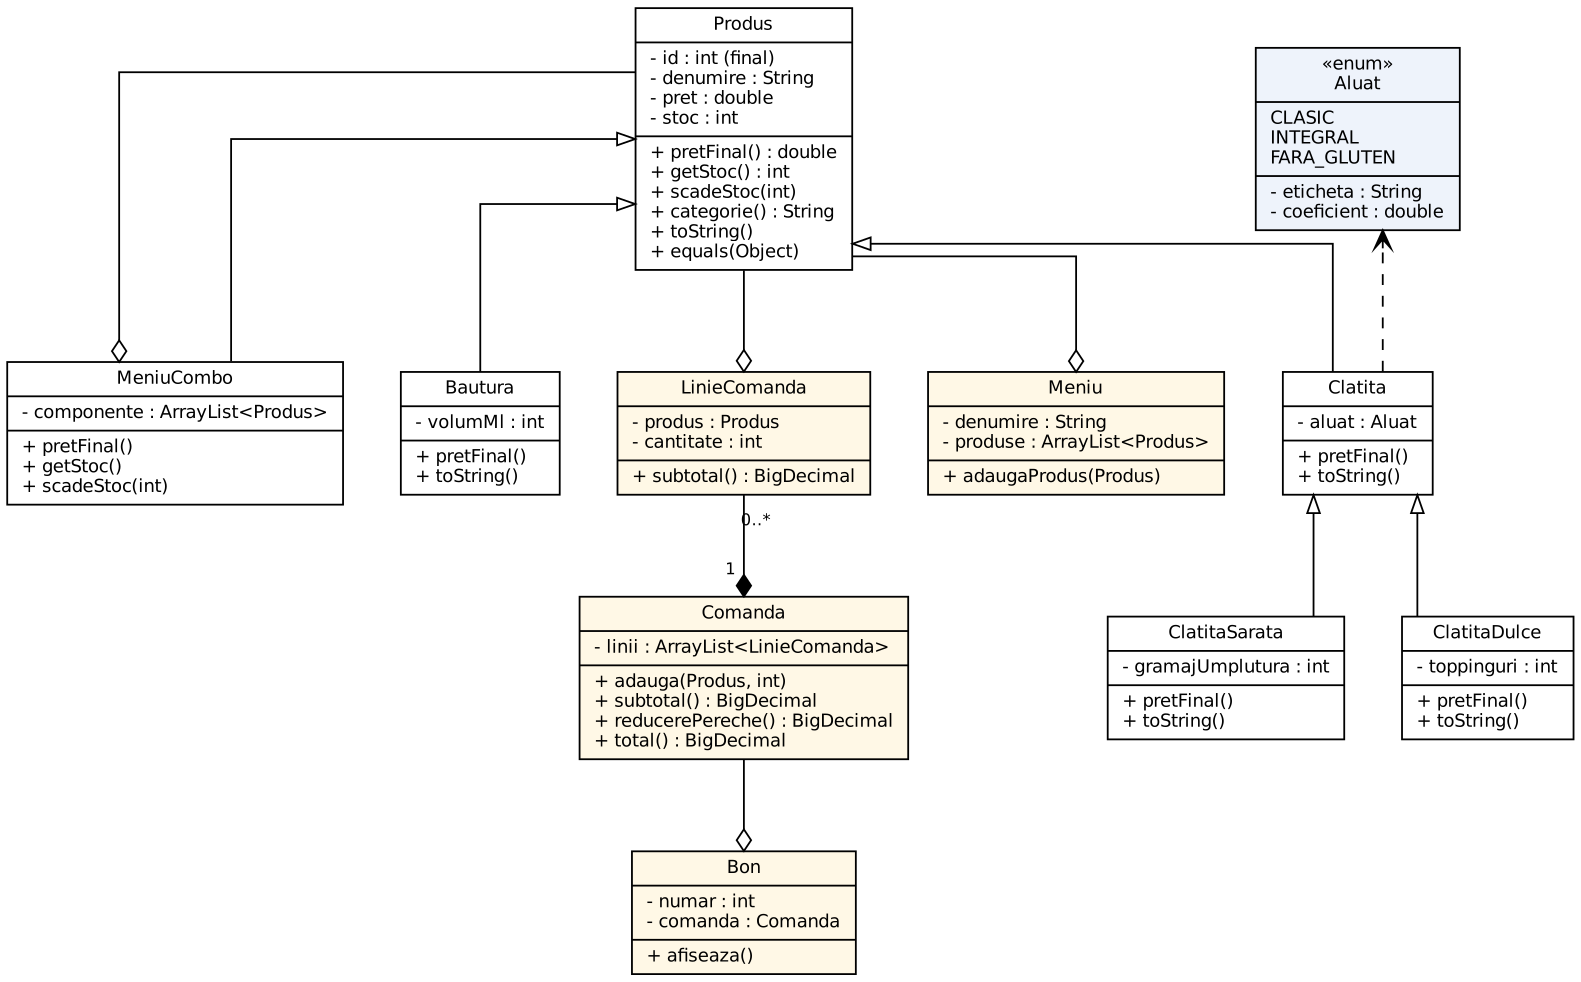 Produs
- id : int (final)
- denumire : String
- pret : double
- stoc : int
+ pretFinal() : double
+ getStoc() : int
+ scadeStoc(int)
+ categorie() : String
+ toString()
+ equals(Object)
«enum»
Aluat
CLASIC
INTEGRAL
FARA_GLUTEN
- eticheta : String
- coeficient : double
MeniuCombo
- componente : ArrayList<Produs>
+ pretFinal()
+ getStoc()
+ scadeStoc(int)
Bautura
- volumMl : int
+ pretFinal()
+ toString()
LinieComanda
- produs : Produs
- cantitate : int
+ subtotal() : BigDecimal
Meniu
- denumire : String
- produse : ArrayList<Produs>
+ adaugaProdus(Produs)
Clatita
- aluat : Aluat
+ pretFinal()
+ toString()
0..*
1
Comanda
- linii : ArrayList<LinieComanda>
+ adauga(Produs, int)
+ subtotal() : BigDecimal
+ reducerePereche() : BigDecimal
+ total() : BigDecimal
ClatitaSarata
- gramajUmplutura : int
+ pretFinal()
+ toString()
ClatitaDulce
- toppinguri : int
+ pretFinal()
+ toString()
Bon
- numar : int
- comanda : Comanda
+ afiseaza()